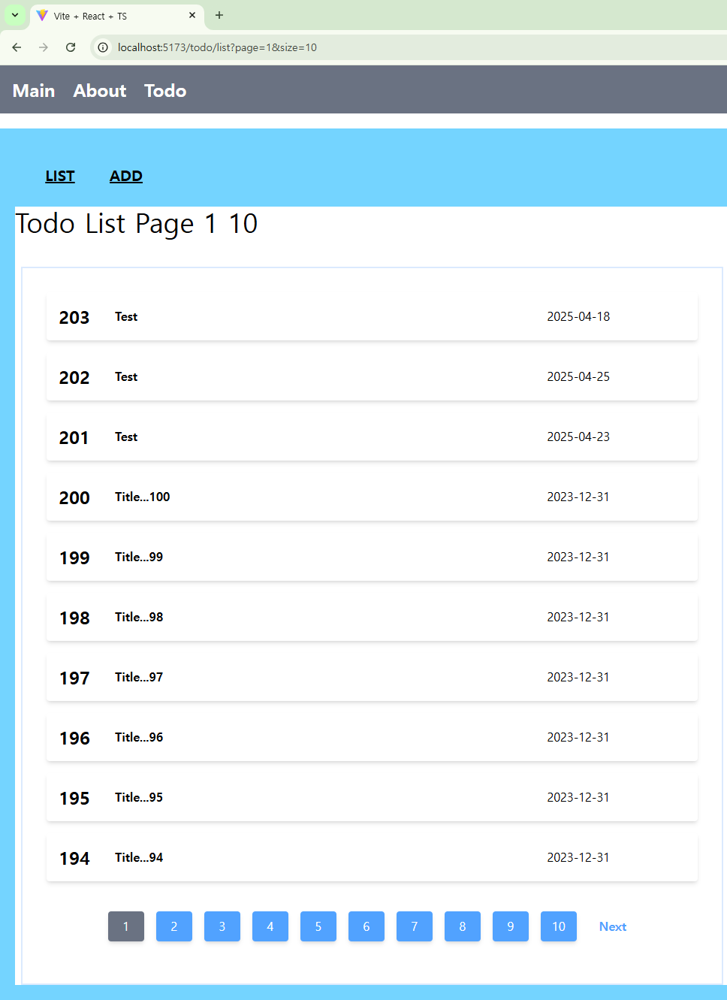 Vite + React + TS
localhost:5173/todo/list?page=1&size=10
Main About Todo
LIST ADD
Todo List Page 1 10
203 Test 2025-04-18
202 Test 2025-04-25
201 Test 2025-04-23
200 Title...100 2023-12-31
199 Title...99 2023-12-31
198 Title...98 2023-12-31
197 Title...97 2023-12-31
196 Title...96 2023-12-31
195 Title...95 2023-12-31
194 Title...94 2023-12-31
1 2 3 4 5 6 7 8 9 10 Next